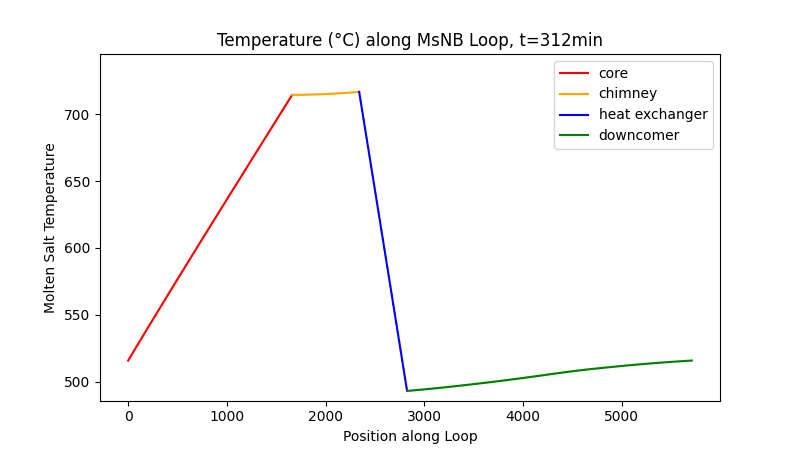 Temperature (°C) along MsNB Loop, t=312min
core
chimney
heat exchanger
downcomer
Molten Salt Temperature
700
650
600
550
500
0 1000 2000 3000 4000 5000
Position along Loop